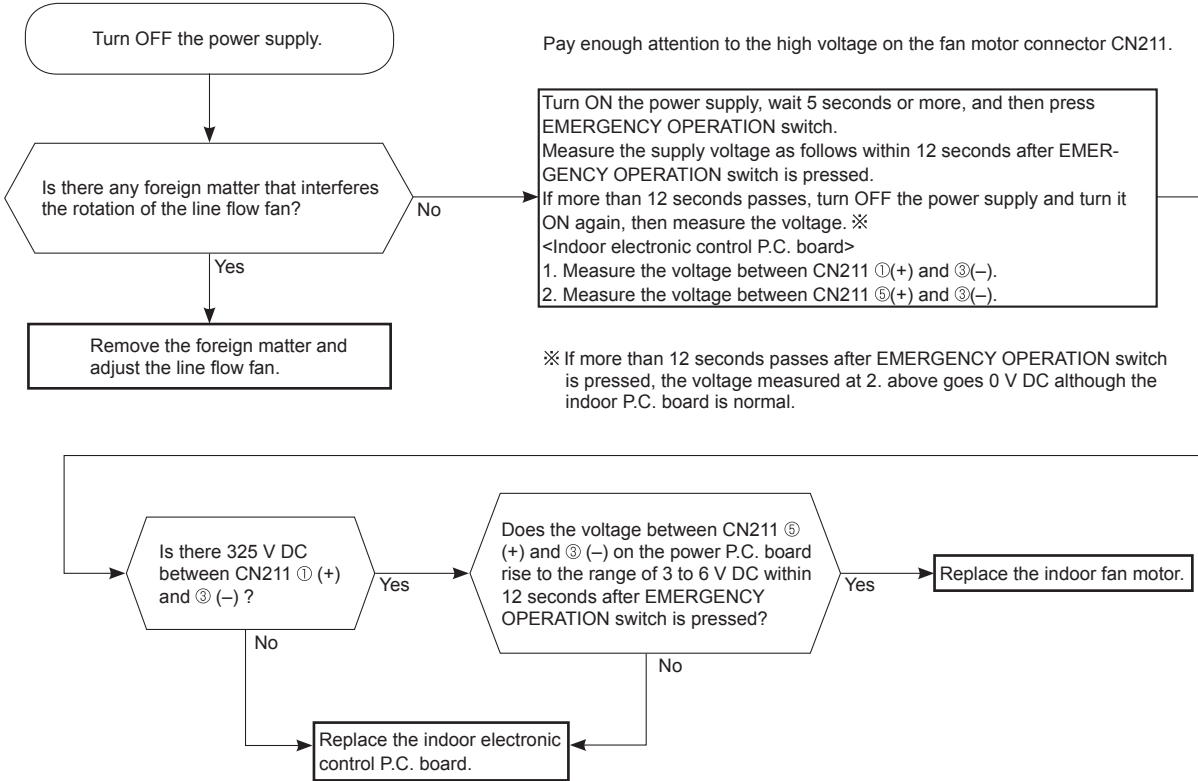 Turn OFF the power supply.
Pay enough attention to the high voltage on the fan motor connector CN211.
Is there any foreign matter that interferes
the rotation of the line flow fan?
No
Yes
Remove the foreign matter and
adjust the line flow fan.
Turn ON the power supply, wait 5 seconds or more, and then press
EMERGENCY OPERATION switch.
Measure the supply voltage as follows within 12 seconds after EMER-
GENCY OPERATION switch is pressed.
If more than 12 seconds passes, turn OFF the power supply and turn it
ON again, then measure the voltage. ※
<Indoor electronic control P.C. board>
1. Measure the voltage between CN211 ①(+) and ③(–).
2. Measure the voltage between CN211 ⑤(+) and ③(–).
※ If more than 12 seconds passes after EMERGENCY OPERATION switch
is pressed, the voltage measured at 2. above goes 0 V DC although the
indoor P.C. board is normal.
Is there 325 V DC
between CN211 ① (+)
and ③ (–) ?
Yes
No
Does the voltage between CN211 ⑤
(+) and ③ (–) on the power P.C. board
rise to the range of 3 to 6 V DC within
12 seconds after EMERGENCY
OPERATION switch is pressed?
Yes
No
Replace the indoor fan motor.
Replace the indoor electronic
control P.C. board.